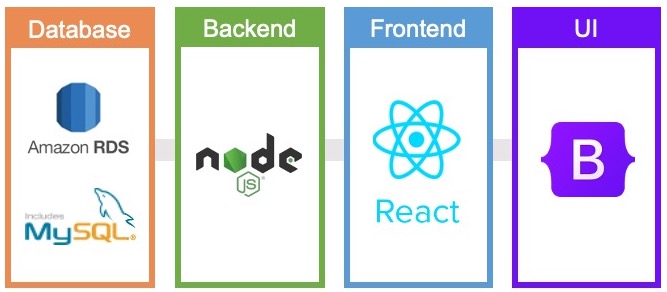 Database
Backend
Frontend
UI
Amazon RDS
Includes
MySQL®
node
JS®
React
B